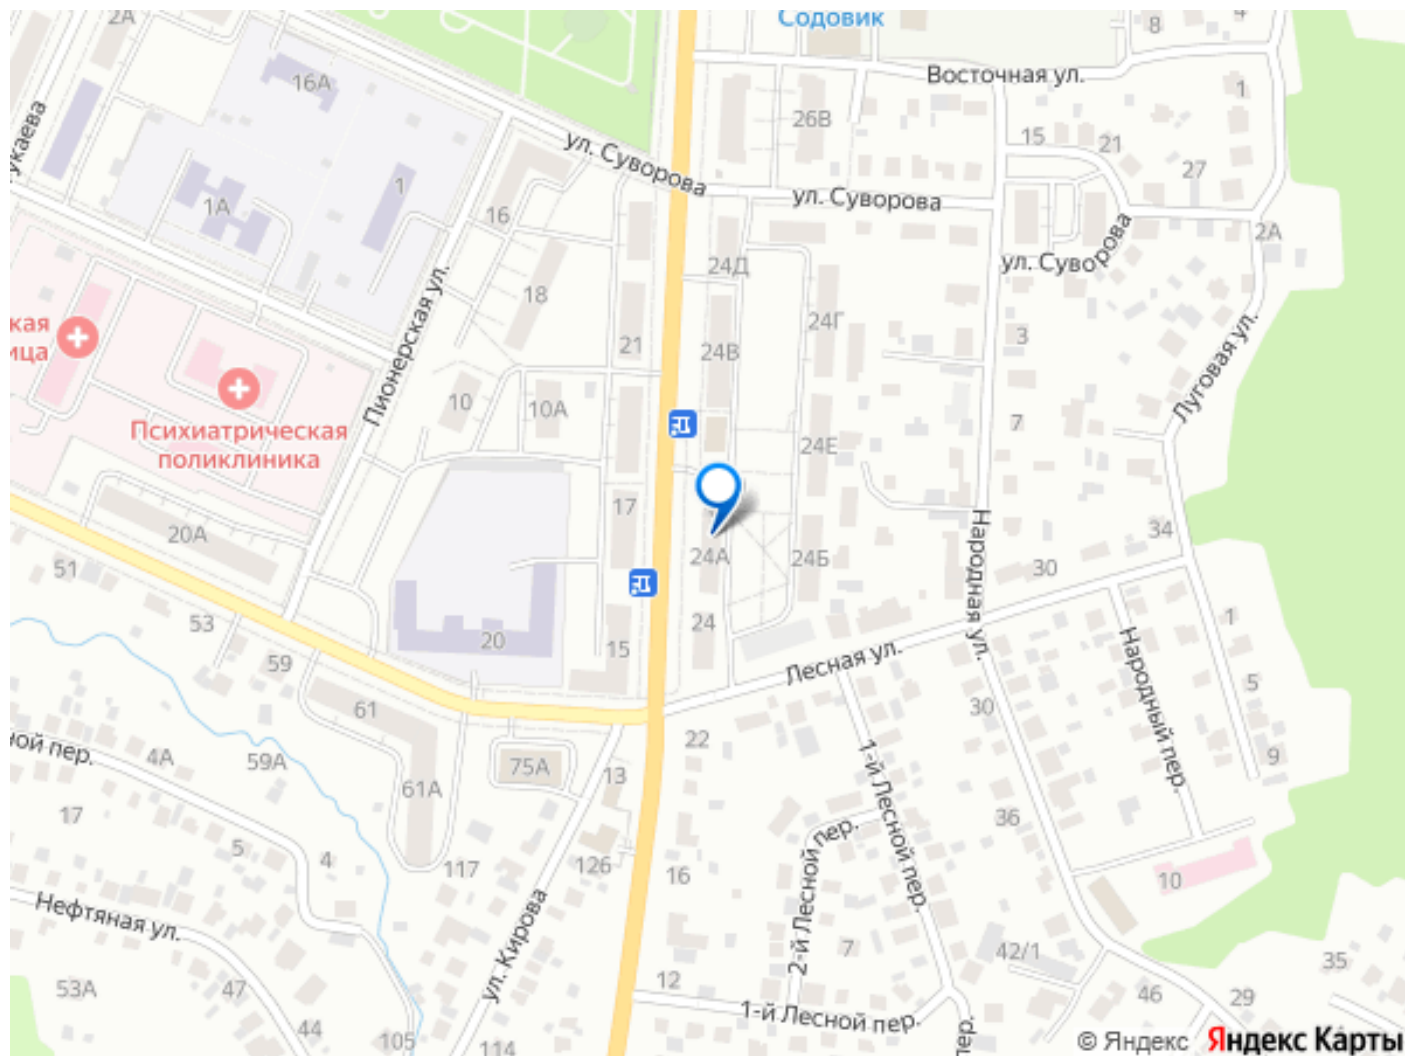 2А
Содовик
8
4
16А
Восточная ул.
1
укаева
26В
ул. Суворова
15
21
27
1
1А
16
ул. Суворова
ул. Суворова
2А
24Д
Пионерская ул.
18
кая
ица
24Г
3
21
24В
Луговая ул.
10
10А
7
Психиатрическая
поликлиника
24Е
17
20А
34
24А
24Б
Народная ул.
30
51
53
20
24
1
15
Лесная ул.
Народный пер.
59
5
61
30
22
ной пер.
4А
59А
75А
13
1-й Лесной пер.
9
61А
17
36
2-й Лесной пер.
5
4
117
126
16
10
Нефтяная ул.
ул. Кирова
7
42/1
35
53А
47
12
46
29
1-й Лесной пер.
44
105
114
пер.
© Яндекс Яндекс Карты